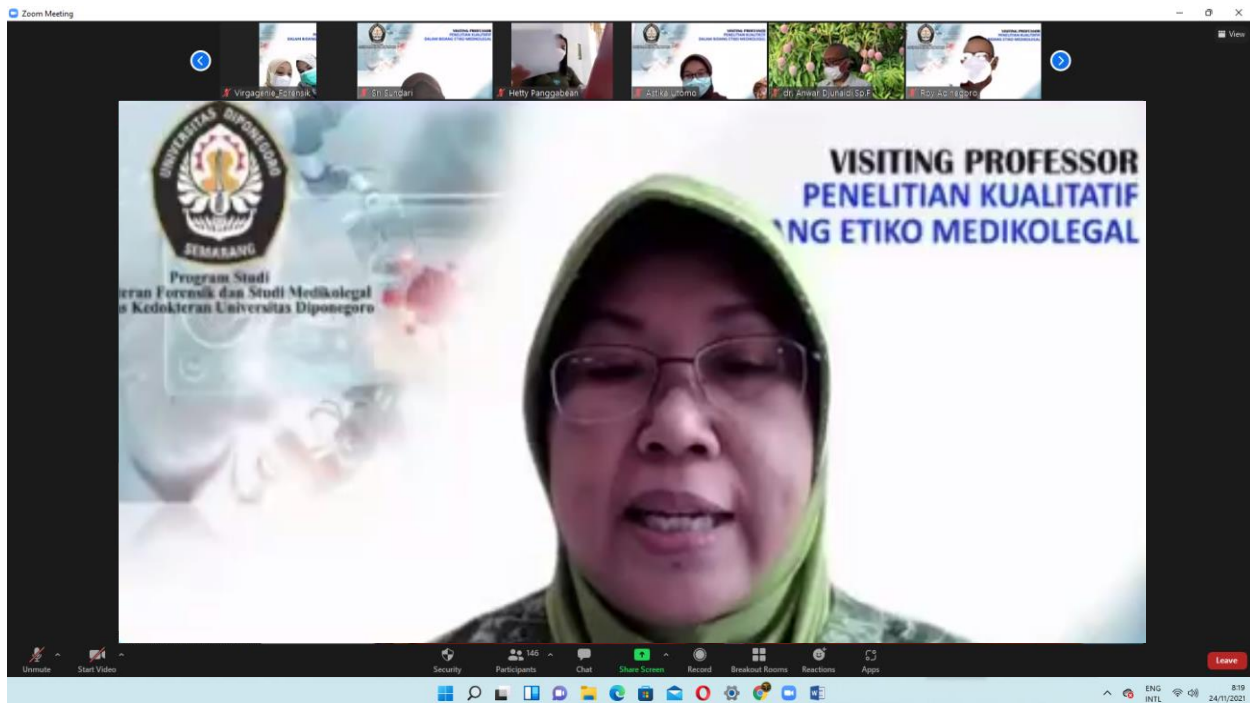 Zoom Meeting
View
Virgagenie_Forensik
Sri Sundari
Hetty Panggabean
Astika Utomo
dr. Anwar Djunaidi Sp.F
Roy Adinegoro
UNIVERSITAS DIPONEGORO
SEMARANG
Program Studi
teran Forensik dan Studi Medikolegal
s Kedokteran Universitas Diponegoro
VISITING PROFESSOR
PENELITIAN KUALITATIF
NG ETIKO MEDIKOLEGAL
Unmute
Start Video
Security
Participants
146
Chat
Share Screen
Record
Breakout Rooms
Reactions
Apps
Leave
ENG
INTL
8:19
24/11/2021